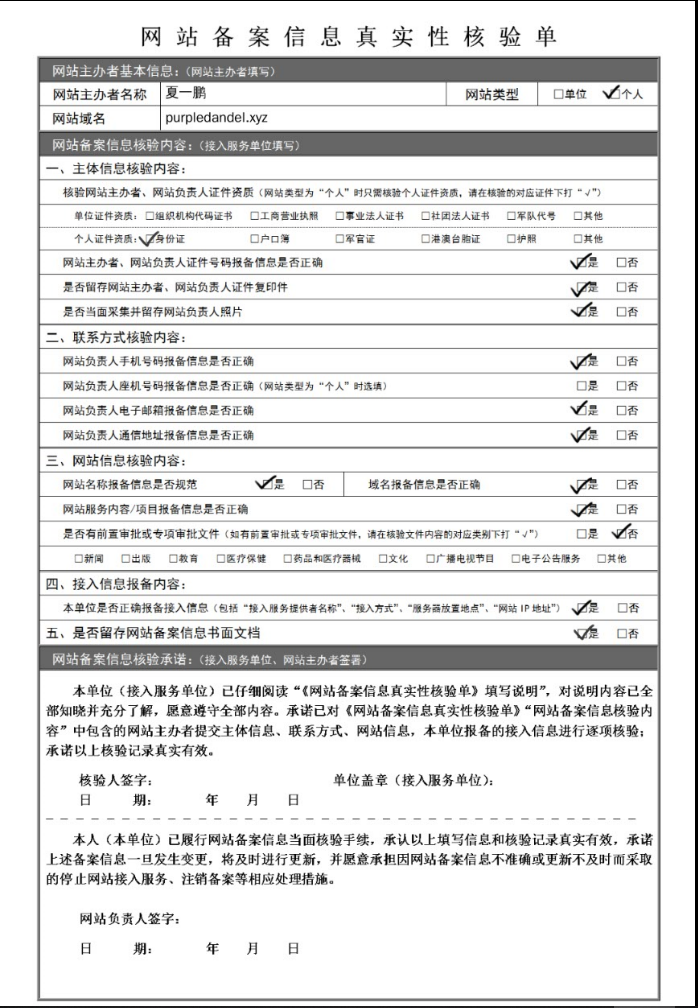 网站备案信息真实性核验单
网站主办者基本信息:(网站主办者填写)
网站主办者名称 夏一鹏 网站类型 □单位 ☑个人
网站域名 purpledandel.xyz
网站备案信息核验内容:(接入服务单位填写)
一、主体信息核验内容:
核验网站主办者、网站负责人证件资质(网站类型为“个人”时只需核验个人证件资质,请在核验的对应证件下打“√”)
单位证件资质: □组织机构代码证书 □工商营业执照 □事业法人证书 □社团法人证书 □军队代号 □其他
个人证件资质: ☑身份证 □户口簿 □军官证 □港澳台胞证 □护照 □其他
网站主办者、网站负责人证件号码报备信息是否正确 ☑是 □否
是否留存网站主办者、网站负责人证件复印件 ☑是 □否
是否当面采集并留存网站负责人照片 ☑是 □否
二、联系方式核验内容:
网站负责人手机号码报备信息是否正确 ☑是 □否
网站负责人座机号码报备信息是否正确(网站类型为“个人”时选填) □是 □否
网站负责人电子邮箱报备信息是否正确 ☑是 □否
网站负责人通信地址报备信息是否正确 ☑是 □否
三、网站信息核验内容:
网站名称报备信息是否规范 ☑是 □否 域名报备信息是否正确 ☑是 □否
网站服务内容/项目报备信息是否正确 ☑是 □否
是否有前置审批或专项审批文件(如有前置审批或专项审批文件,请在核验文件内容的对应类别下打“√”) □是 ☑否
□新闻 □出版 □教育 □医疗保健 □药品和医疗器械 □文化 □广播电视节目 □电子公告服务 □其他
四、接入信息报备内容:
本单位是否正确报备接入信息(包括“接入服务提供者名称”、“接入方式”、“服务器放置地点”、“网站 IP 地址”) ☑是 □否
五、是否留存网站备案信息书面文档 ☑是 □否
网站备案信息核验承诺:(接入服务单位、网站主办者签署)
本单位(接入服务单位)已仔细阅读“《网站备案信息真实性核验单》填写说明”,对说明内容已全
部知晓并充分了解,愿意遵守全部内容。承诺已对《网站备案信息真实性核验单》“网站备案信息核验内
容”中包含的网站主办者提交主体信息、联系方式、网站信息,本单位报备的接入信息进行逐项核验;
承诺以上核验记录真实有效。
核验人签字: 单位盖章(接入服务单位):
日 期: 年 月 日
本人(本单位)已履行网站备案信息当面核验手续,承认以上填写信息和核验记录真实有效,承诺
上述备案信息一旦发生变更,将及时进行更新,并愿意承担因网站备案信息不准确或更新不及时而采取
的停止网站接入服务、注销备案等相应处理措施。
网站负责人签字:
日 期: 年 月 日